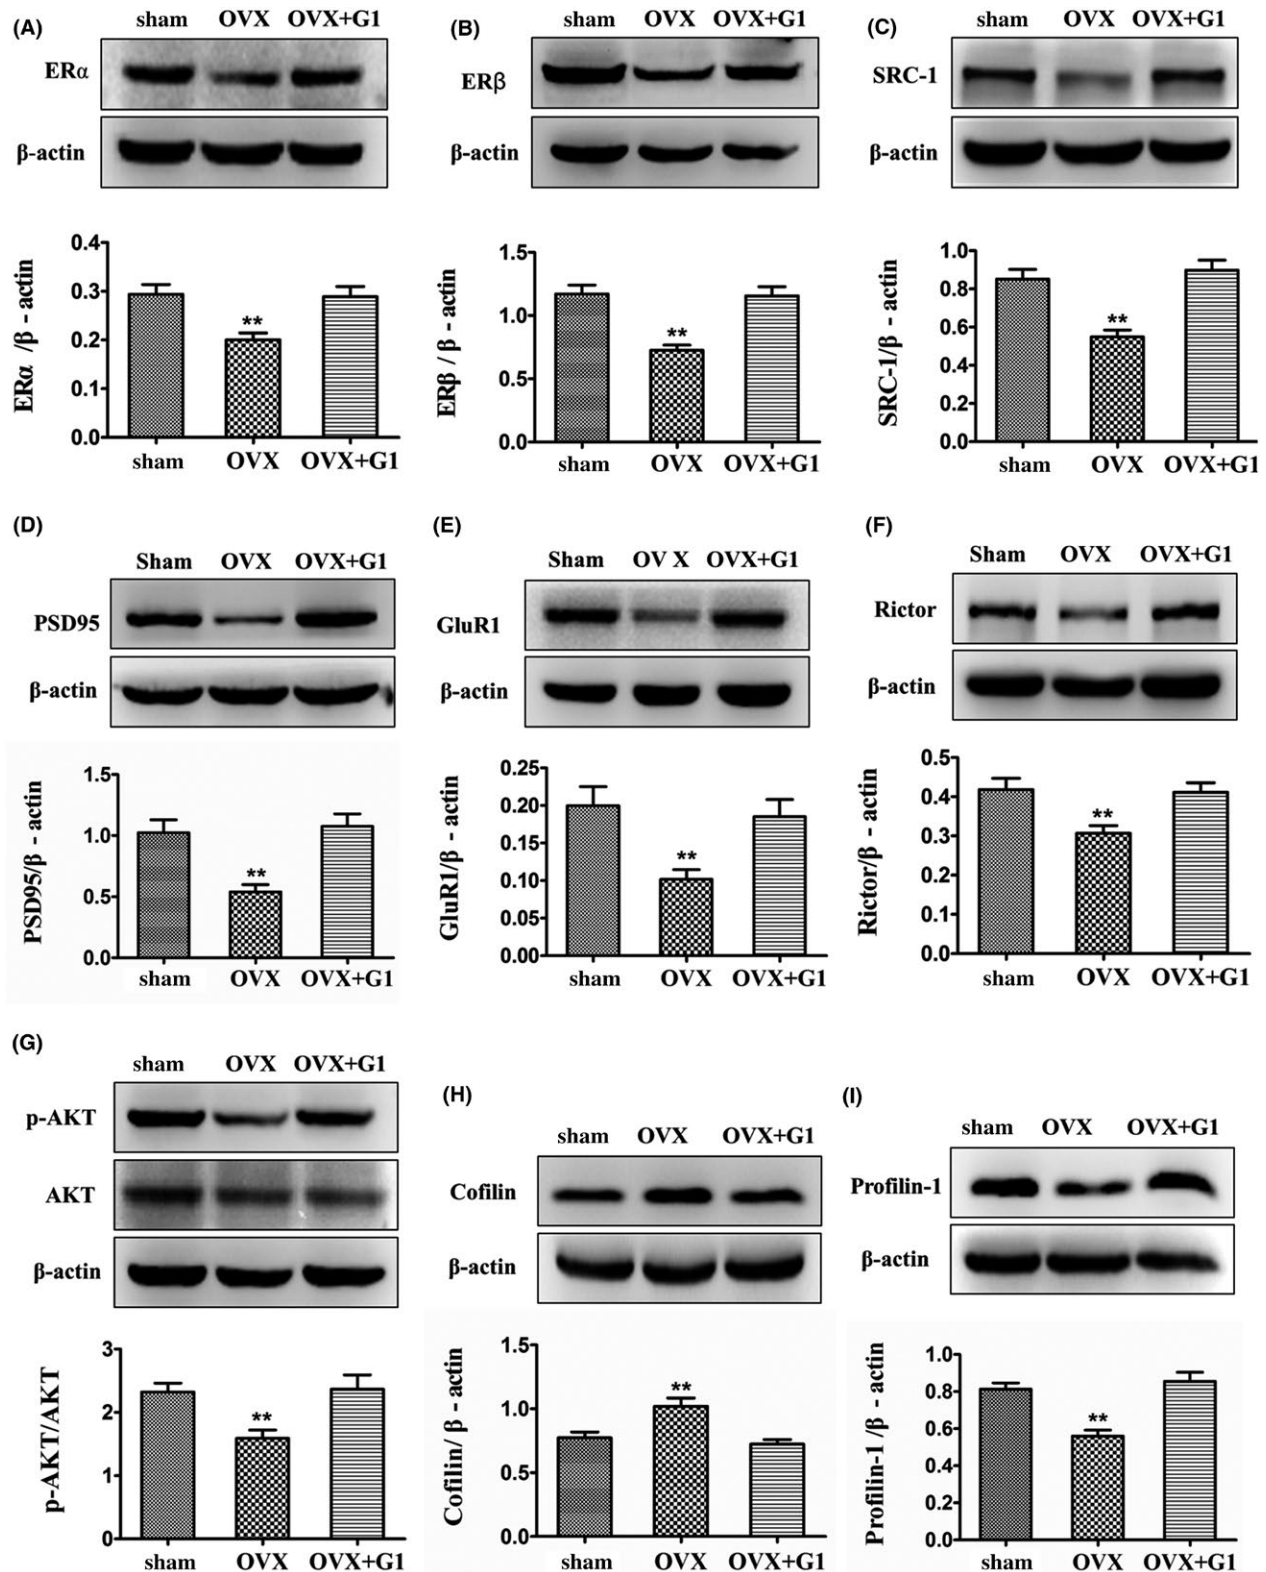 (A)
sham OVX OVX+G1
ERα
β-actin
ERα /β - actin
0.4
0.3
0.2
0.1
0.0
sham OVX OVX+G1
**
(B)
sham OVX OVX+G1
ERβ
β-actin
ERβ / β - actin
1.5
1.0
0.5
0.0
sham OVX OVX+G1
**
(C)
sham OVX OVX+G1
SRC-1
β-actin
SRC-1/β - actin
1.0
0.8
0.6
0.4
0.2
0.0
sham OVX OVX+G1
**
(D)
Sham OVX OVX+G1
PSD95
β-actin
PSD95/β - actin
1.5
1.0
0.5
0.0
sham OVX OVX+G1
**
(E)
Sham OV X OVX+G1
GluR1
β-actin
GluR1/β - actin
0.25
0.20
0.15
0.10
0.05
0.00
sham OVX OVX+G1
**
(F)
Sham OVX OVX+G1
Rictor
β-actin
Rictor/β - actin
0.5
0.4
0.3
0.2
0.1
0.0
sham OVX OVX+G1
**
(G)
sham OVX OVX+G1
p-AKT
AKT
β-actin
p-AKT/AKT
3
2
1
0
sham OVX OVX+G1
**
(H)
sham OVX OVX+G1
Cofilin
β-actin
Cofilin/ β - actin
1.5
1.0
0.5
0.0
sham OVX OVX+G1
**
(I)
sham OVX OVX+G1
Profilin-1
β-actin
Profilin-1 /β - actin
1.0
0.8
0.6
0.4
0.2
0.0
sham OVX OVX+G1
**